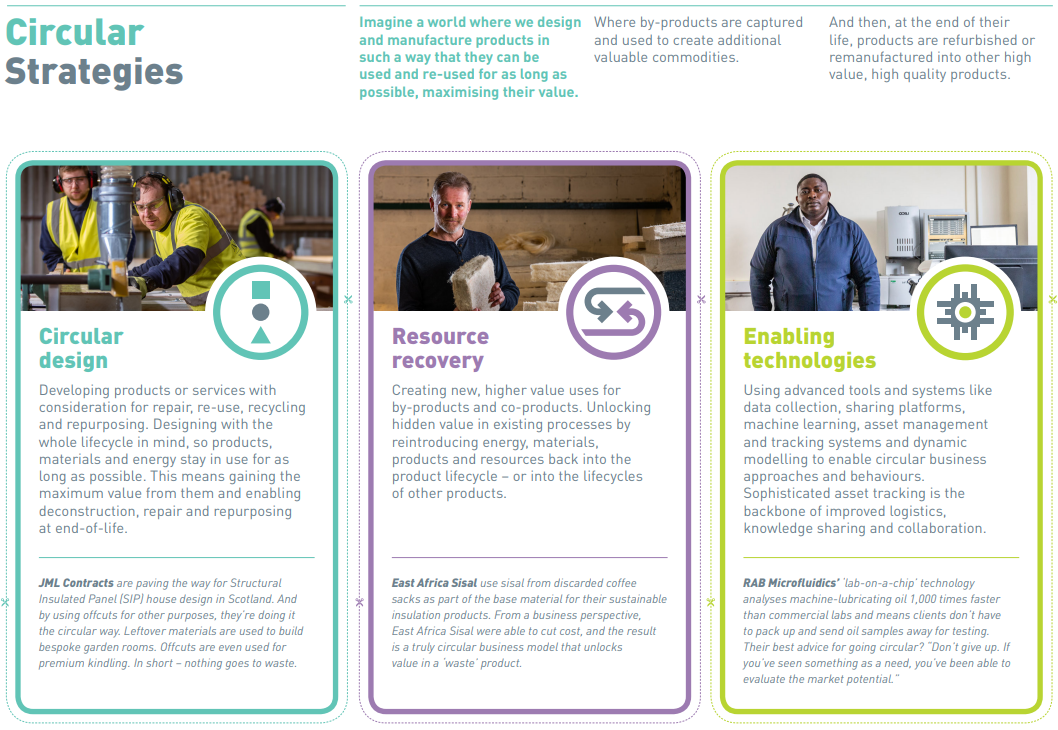 Circular
Strategies
Imagine a world where we design
and manufacture products in
such a way that they can be
used and re-used for as long as
possible, maximising their value.
Where by-products are captured
and used to create additional
valuable commodities.
And then, at the end of their
life, products are refurbished or
remanufactured into other high
value, high quality products.
Circular
design
Developing products or services with
consideration for repair, re-use, recycling
and repurposing. Designing with the
whole lifecycle in mind, so products,
materials and energy stay in use for as
long as possible. This means gaining the
maximum value from them and enabling
deconstruction, repair and repurposing
at end-of-life.
JML Contracts are paving the way for Structural
Insulated Panel (SIP) house design in Scotland. And
by using offcuts for other purposes, they're doing it
the circular way. Leftover materials are used to build
bespoke garden rooms. Offcuts are even used for
premium kindling. In short – nothing goes to waste.
Resource
recovery
Creating new, higher value uses for
by-products and co-products. Unlocking
hidden value in existing processes by
reintroducing energy, materials,
products and resources back into the
product lifecycle – or into the lifecycles
of other products.
East Africa Sisal use sisal from discarded coffee
sacks as part of the base material for their sustainable
insulation products. From a business perspective,
East Africa Sisal were able to cut cost, and the result
is a truly circular business model that unlocks
value in a 'waste' product.
Enabling
technologies
Using advanced tools and systems like
data collection, sharing platforms,
machine learning, asset management
and tracking systems and dynamic
modelling to enable circular business
approaches and behaviours.
Sophisticated asset tracking is the
backbone of improved logistics,
knowledge sharing and collaboration.
RAB Microfluidics' 'lab-on-a-chip' technology
analyses machine-lubricating oil 1,000 times faster
than commercial labs and means clients don't have
to pack up and send oil samples away for testing.
Their best advice for going circular? "Don't give up. If
you've seen something as a need, you've been able to
evaluate the market potential."